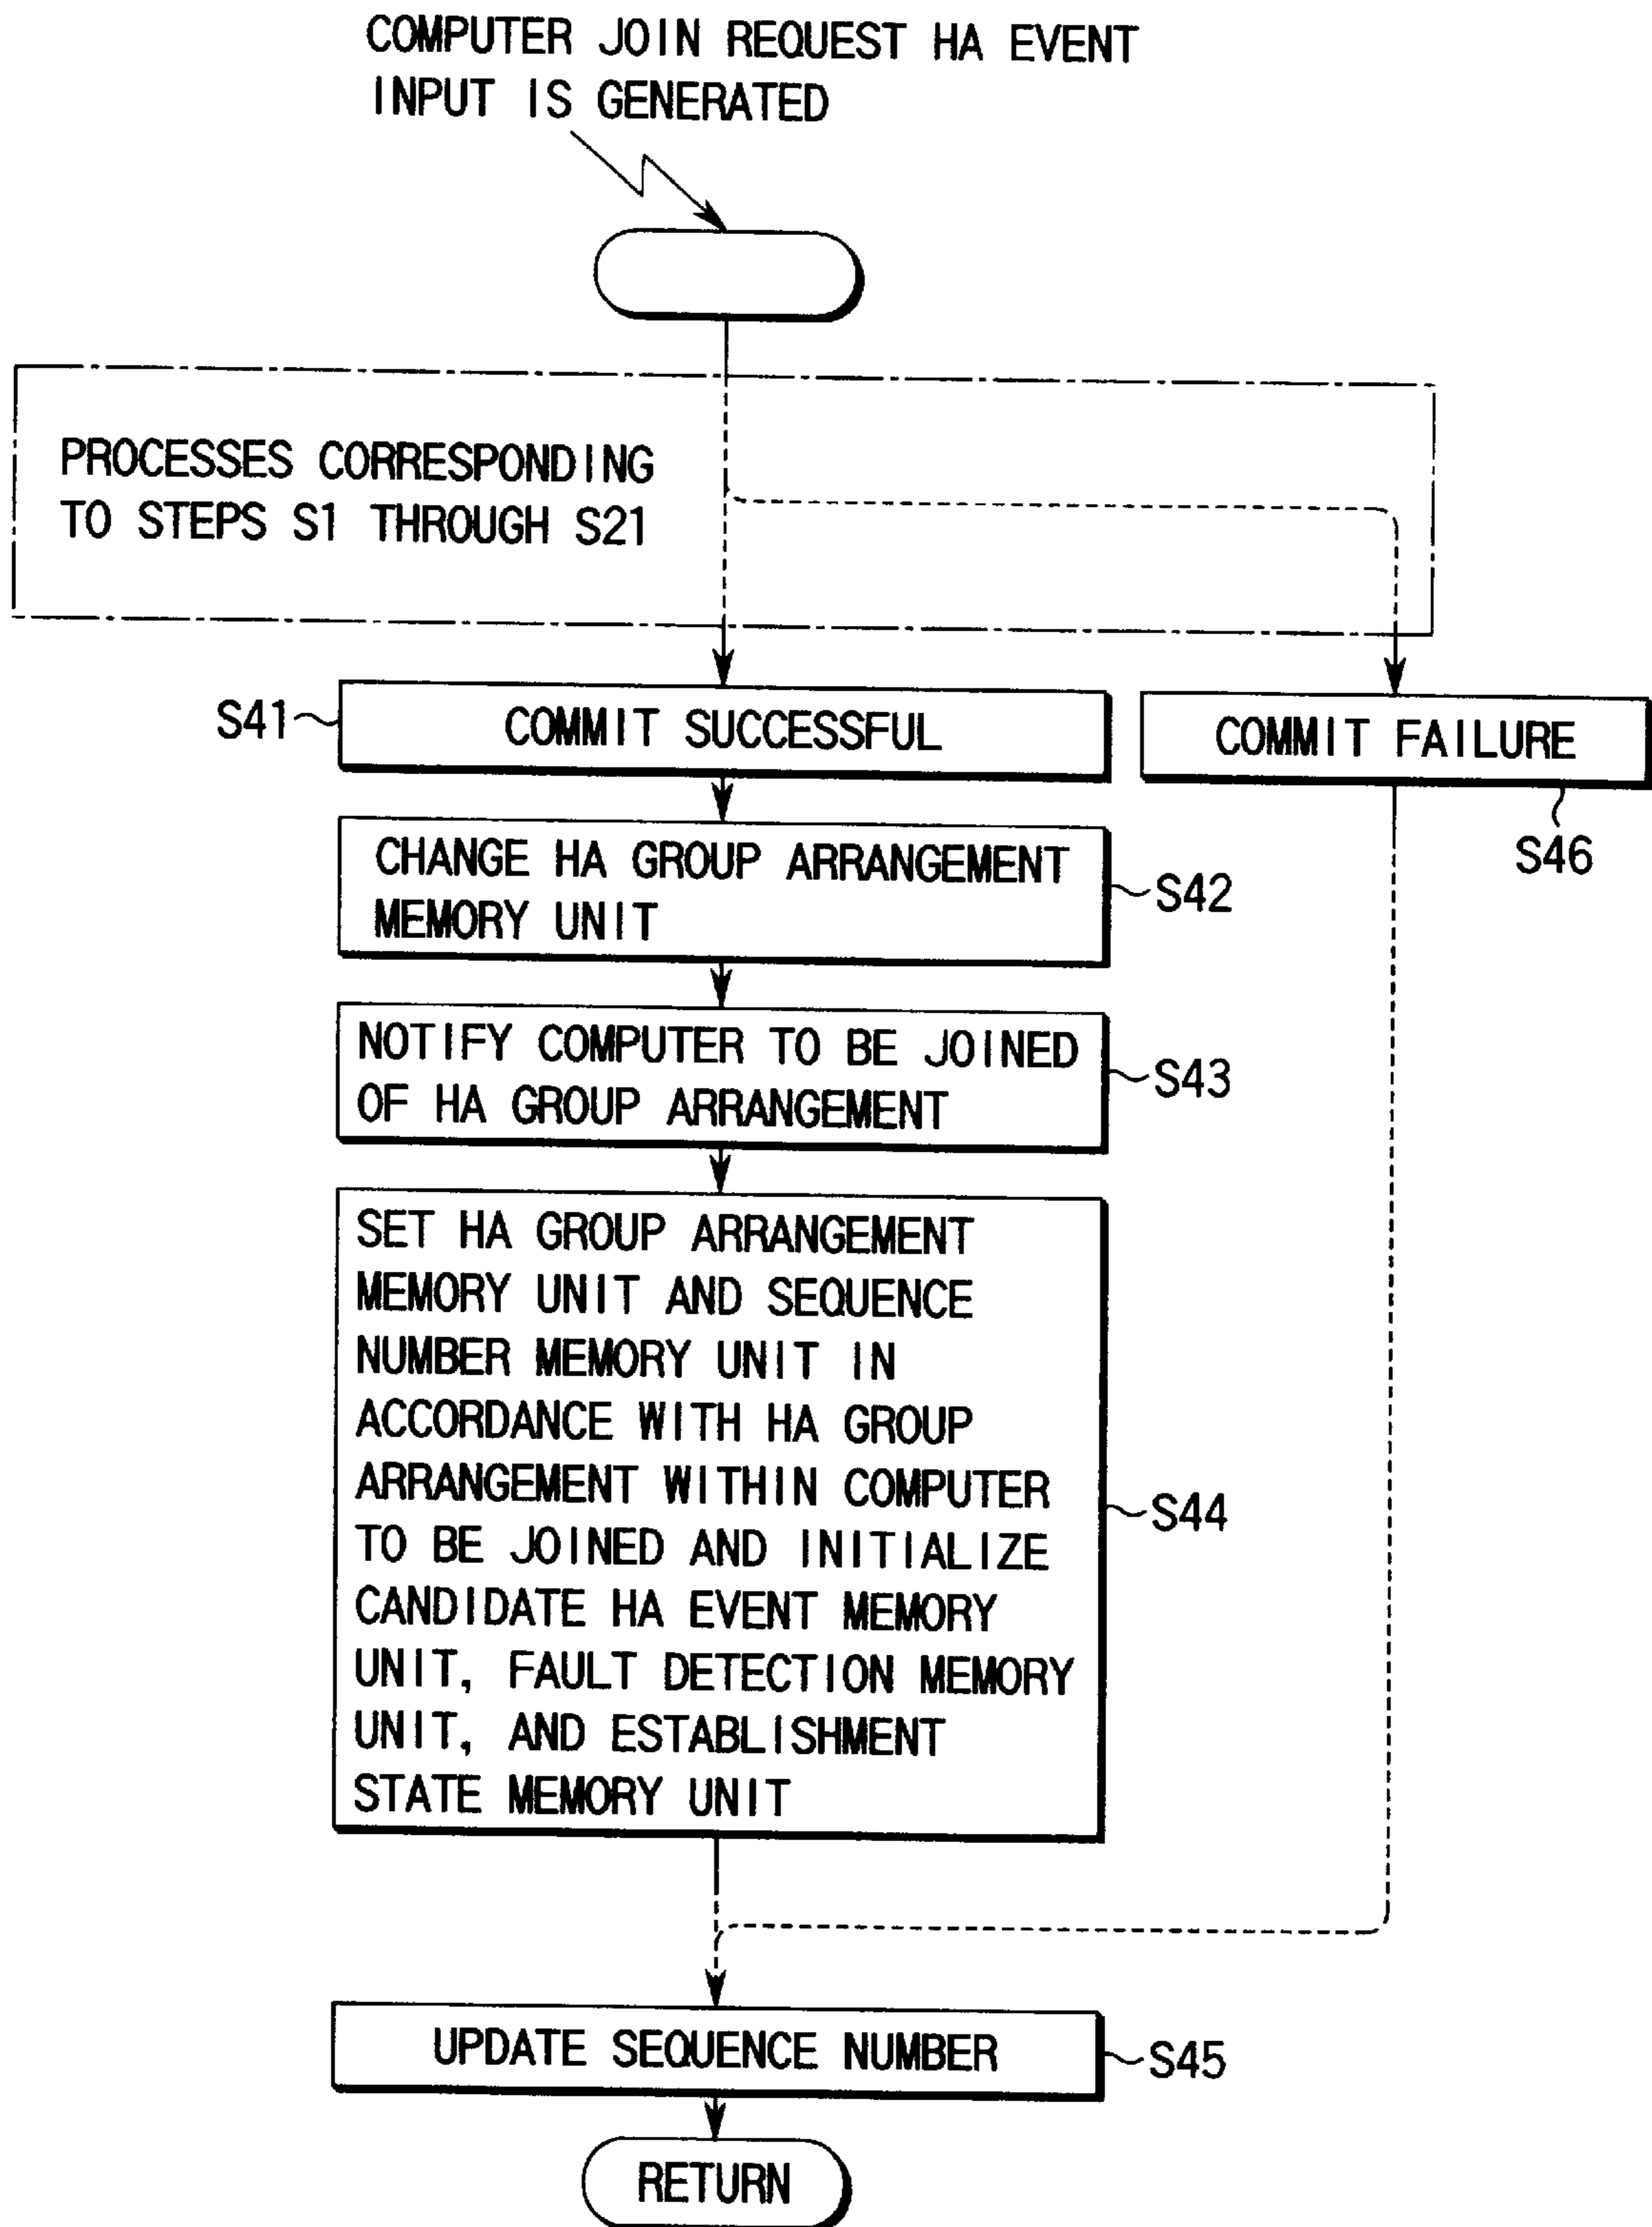 COMPUTER JOIN REQUEST HA EVENT
INPUT IS GENERATED
PROCESSES CORRESPONDING
TO STEPS S1 THROUGH S21
S41
COMMIT SUCCESSFUL
COMMIT FAILURE
S46
CHANGE HA GROUP ARRANGEMENT
MEMORY UNIT
S42
NOTIFY COMPUTER TO BE JOINED
OF HA GROUP ARRANGEMENT
S43
SET HA GROUP ARRANGEMENT
MEMORY UNIT AND SEQUENCE
NUMBER MEMORY UNIT IN
ACCORDANCE WITH HA GROUP
ARRANGEMENT WITHIN COMPUTER
TO BE JOINED AND INITIALIZE
CANDIDATE HA EVENT MEMORY
UNIT, FAULT DETECTION MEMORY
UNIT, AND ESTABLISHMENT
STATE MEMORY UNIT
S44
UPDATE SEQUENCE NUMBER
S45
RETURN